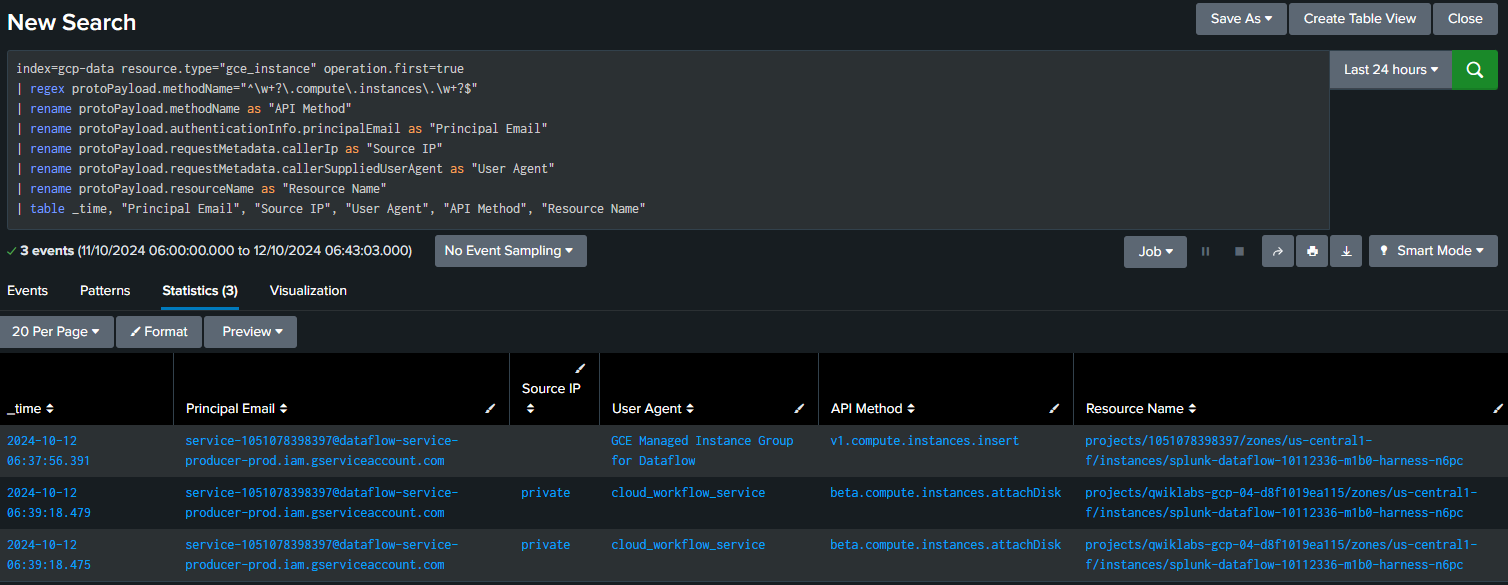 New Search
Save As
Create Table View
Close
index=gcp-data resource.type="gce_instance" operation.first=true
| regex protoPayload.methodName="^\w+?\.compute\.instances\.\w+?$"
| rename protoPayload.methodName as "API Method"
| rename protoPayload.authenticationInfo.principalEmail as "Principal Email"
| rename protoPayload.requestMetadata.callerIp as "Source IP"
| rename protoPayload.requestMetadata.callerSuppliedUserAgent as "User Agent"
| rename protoPayload.resourceName as "Resource Name"
| table _time, "Principal Email", "Source IP", "User Agent", "API Method", "Resource Name"
Last 24 hours
3 events (11/10/2024 06:00:00.000 to 12/10/2024 06:43:03.000)
No Event Sampling
Job
Smart Mode
Events
Patterns
Statistics (3)
Visualization
20 Per Page
Format
Preview
_time
Principal Email
Source IP
User Agent
API Method
Resource Name
2024-10-12
06:37:56.391
service-1051078398397@dataflow-service-
producer-prod.iam.gserviceaccount.com
GCE Managed Instance Group
for Dataflow
v1.compute.instances.insert
projects/1051078398397/zones/us-central1-
f/instances/splunk-dataflow-10112336-m1b0-harness-n6pc
2024-10-12
06:39:18.479
service-1051078398397@dataflow-service-
producer-prod.iam.gserviceaccount.com
private
cloud_workflow_service
beta.compute.instances.attachDisk
projects/qwiklabs-gcp-04-d8f1019ea115/zones/us-central1-
f/instances/splunk-dataflow-10112336-m1b0-harness-n6pc
2024-10-12
06:39:18.475
service-1051078398397@dataflow-service-
producer-prod.iam.gserviceaccount.com
private
cloud_workflow_service
beta.compute.instances.attachDisk
projects/qwiklabs-gcp-04-d8f1019ea115/zones/us-central1-
f/instances/splunk-dataflow-10112336-m1b0-harness-n6pc